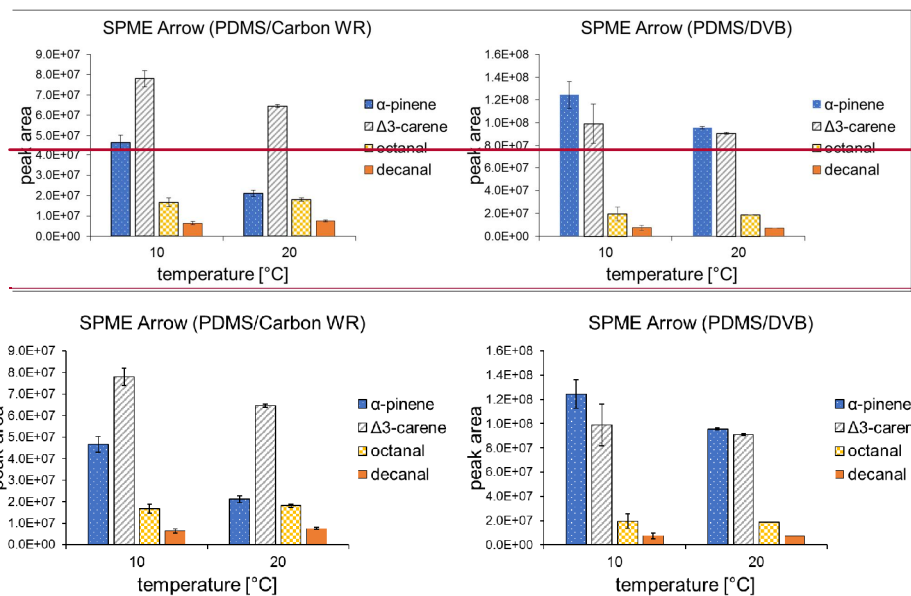 SPME Arrow (PDMS/Carbon WR)
9.0E+07
8.0E+07
7.0E+07
6.0E+07
5.0E+07
4.0E+07
3.0E+07
2.0E+07
1.0E+07
0.0E+00
peak area
10 20
temperature [°C]
α-pinene
Δ3-carene
octanal
decanal
SPME Arrow (PDMS/DVB)
1.6E+08
1.4E+08
1.2E+08
1.0E+08
8.0E+07
6.0E+07
4.0E+07
2.0E+07
0.0E+00
peak area
10 20
temperature [°C]
α-pinene
Δ3-carene
octanal
decanal
SPME Arrow (PDMS/Carbon WR)
9.0E+07
8.0E+07
7.0E+07
6.0E+07
5.0E+07
4.0E+07
3.0E+07
2.0E+07
1.0E+07
0.0E+00
peak area
10 20
temperature [°C]
α-pinene
Δ3-carene
octanal
decanal
SPME Arrow (PDMS/DVB)
1.6E+08
1.4E+08
1.2E+08
1.0E+08
8.0E+07
6.0E+07
4.0E+07
2.0E+07
0.0E+00
peak area
10 20
temperature [°C]
α-pinene
Δ3-caren
octanal
decanal